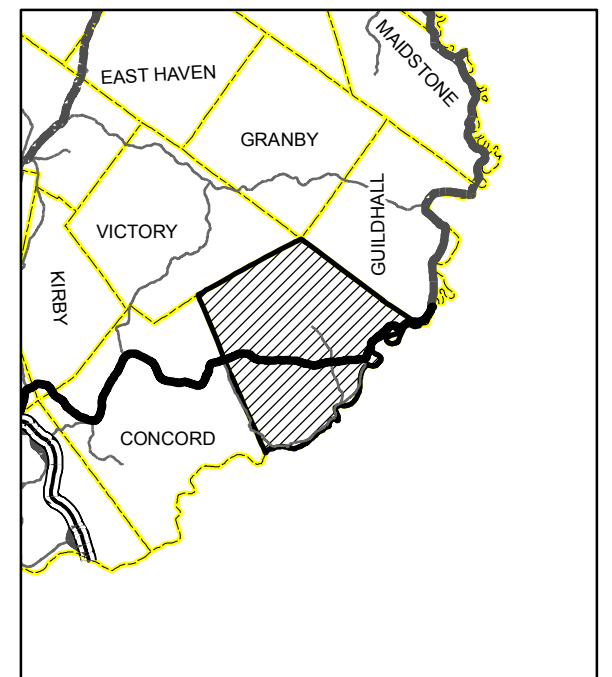 MAIDSTONE
EAST HAVEN
GRANBY
VICTORY
GUILDHALL
KIRBY
CONCORD